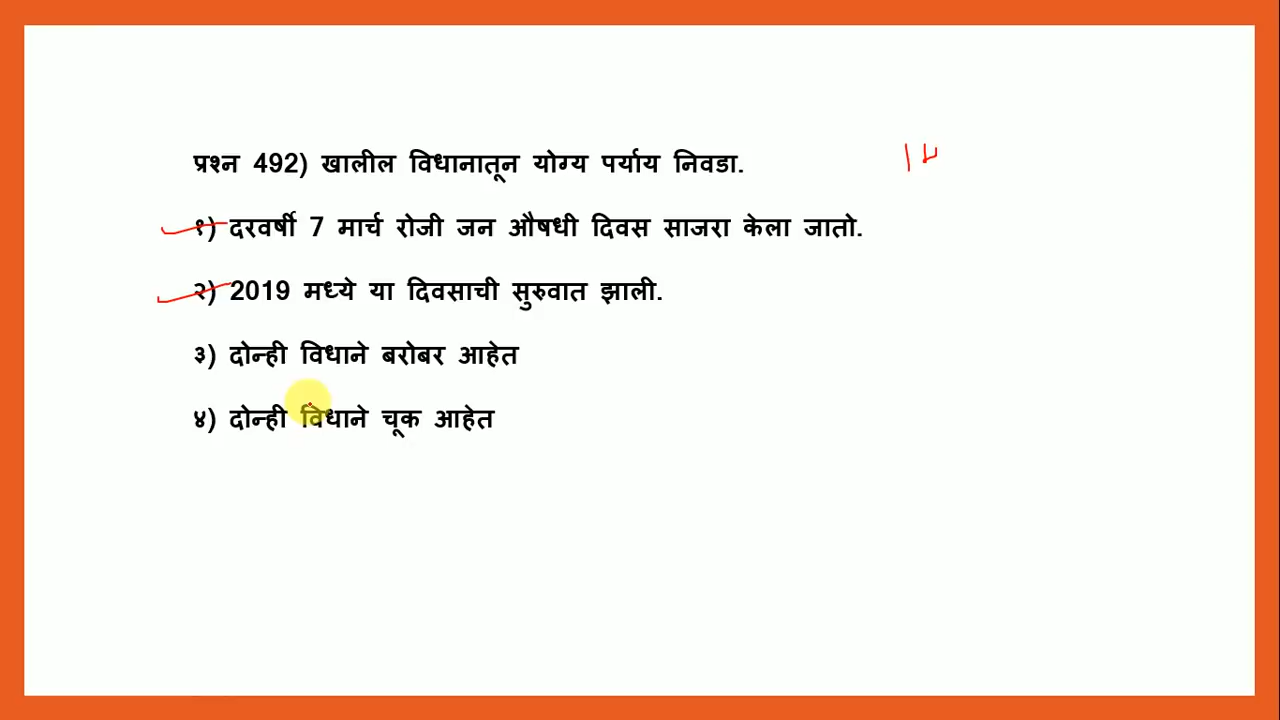 प्रश्न 492) खालील विधानातून योग्य पर्याय निवडा.
१) दरवर्षी 7 मार्च रोजी जन औषधी दिवस साजरा केला जातो.
२) 2019 मध्ये या दिवसाची सुरुवात झाली.
३) दोन्ही विधाने बरोबर आहेत
४) दोन्ही विधाने चूक आहेत